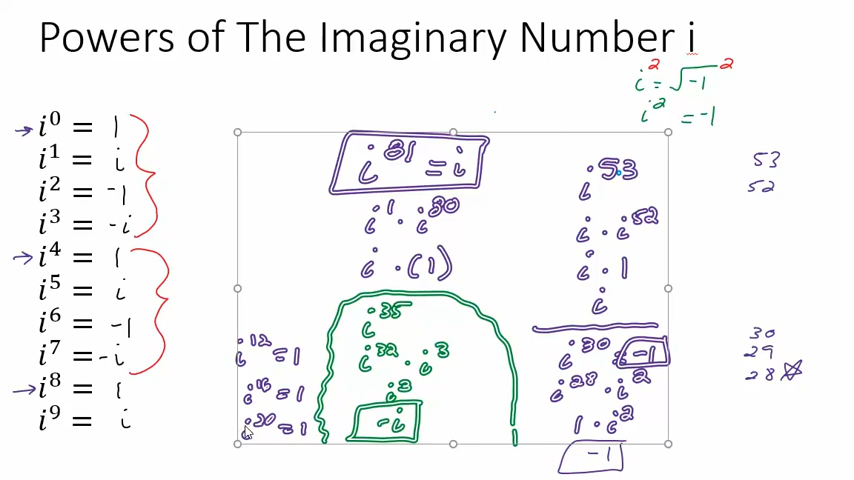 Powers of The Imaginary Number i
i² = √-1²
i² = -1
i⁰ = 1
i¹ = i
i² = -1
i³ = -i
i⁴ = 1
i⁵ = i
i⁶ = -1
i⁷ = -i
i⁸ = 1
i⁹ = i
i⁸¹ = i
i¹ · i⁸⁰
i · (1)
i¹² = 1
i¹⁶ = 1
i²⁰ = 1
i³⁵
i³² · i³
i³
-i
i⁵³
i · i⁵²
i · 1
i
i³⁰ = -1
i²⁸ · i²
1 · i²
-1
53
52
30
29
28